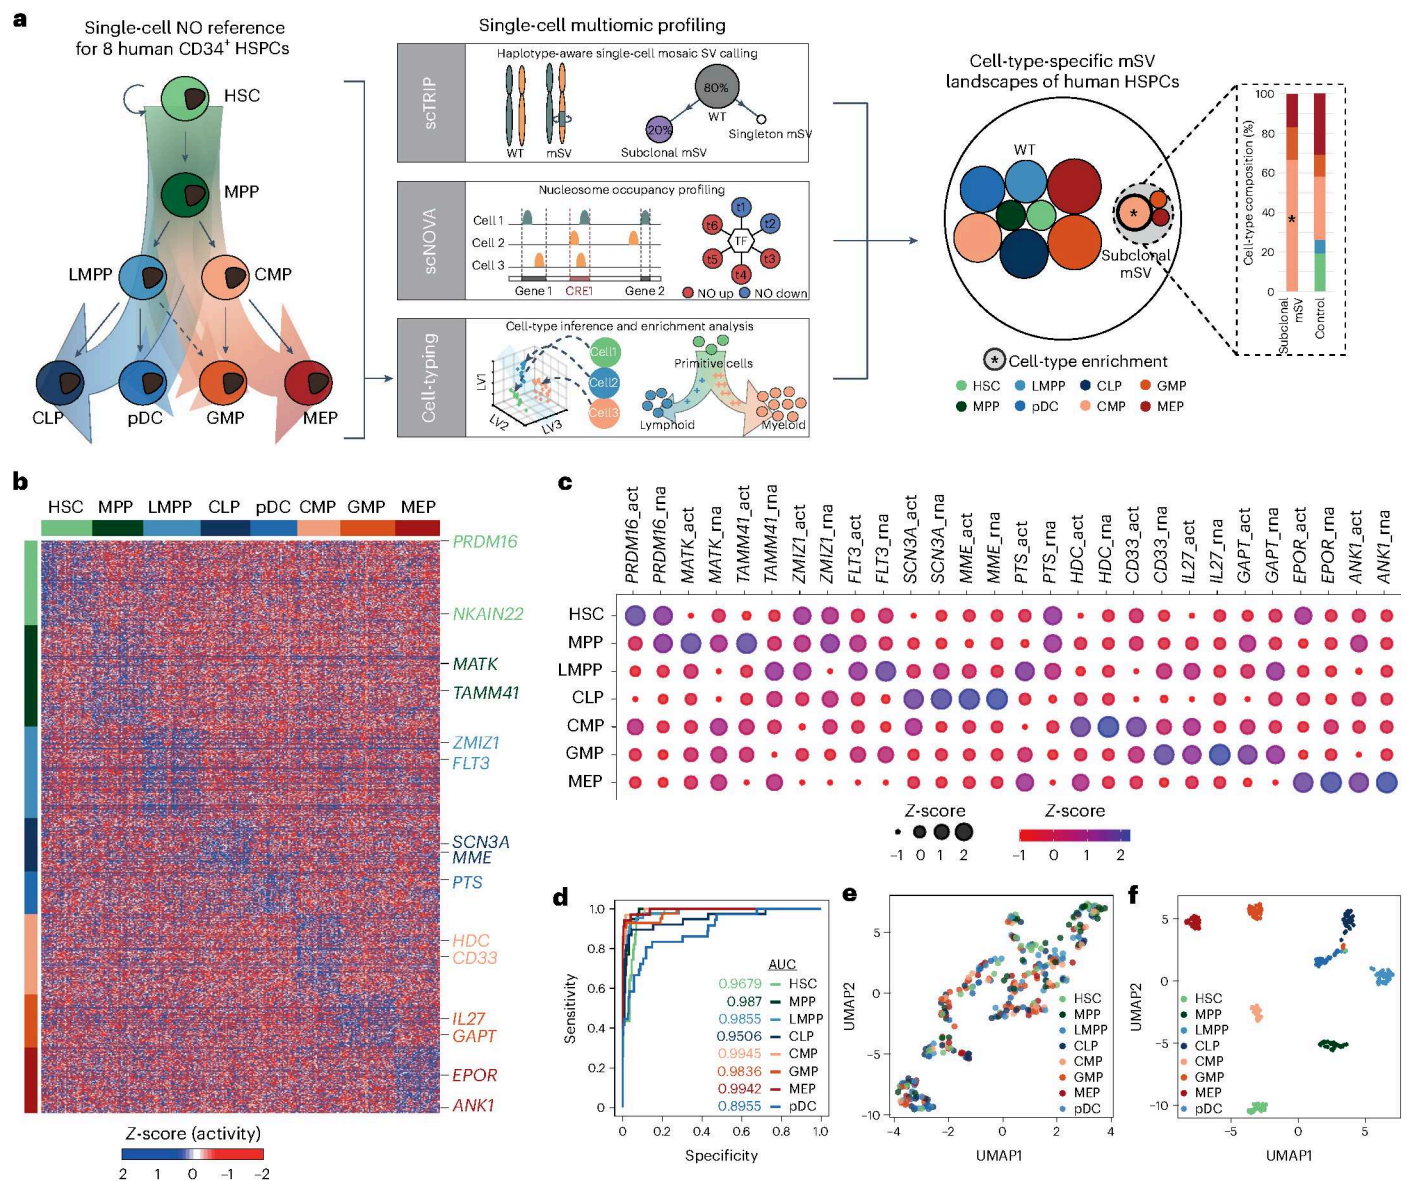 a
Single-cell NO reference
for 8 human CD34+ HSPCs
HSC
MPP
LMPP
CMP
CLP
pDC
GMP
MEP
Single-cell multiomic profiling
scTRIP
Haplotype-aware single-cell mosaic SV calling
WT
mSV
80%
WT
20%
Subclonal mSV
Singleton mSV
scNOVA
Nucleosome occupancy profiling
Cell 1
Cell 2
Cell 3
Gene 1
CRE1
Gene 2
t1
t2
t3
t4
t5
t6
TF
NO up
NO down
Cell-typing
Cell-type inference and enrichment analysis
LV1
LV2
LV3
Cell1
Cell2
Cell3
Primitive cells
Lymphoid
Myeloid
Cell-type-specific mSV
landscapes of human HSPCs
WT
*
Subclonal
mSV
Cell-type composition (%)
100
80
60
40
20
0
*
Subclonal
mSV
Control
* Cell-type enrichment
HSC LMPP CLP GMP
MPP pDC CMP MEP
b
HSC MPP LMPP CLP pDC CMP GMP MEP
PRDM16
NKAIN22
MATK
TAMM41
ZMIZ1
FLT3
SCN3A
MME
PTS
HDC
CD33
IL27
GAPT
EPOR
ANK1
Z-score (activity)
2 1 0 -1 -2
c
PRDM16_act
PRDM16_rna
MATK_act
MATK_rna
TAMM41_act
TAMM41_rna
ZMIZ1_act
ZMIZ1_rna
FLT3_act
FLT3_rna
SCN3A_act
SCN3A_rna
MME_act
MME_rna
PTS_act
PTS_rna
HDC_act
HDC_rna
CD33_act
CD33_rna
IL27_act
IL27_rna
GAPT_act
GAPT_rna
EPOR_act
EPOR_rna
ANK1_act
ANK1_rna
HSC
MPP
LMPP
CLP
CMP
GMP
MEP
Z-score
-1 0 1 2
Z-score
-1 0 1 2
d
Sensitivity
1.0
0.8
0.6
0.4
0.2
0
0 0.2 0.4 0.6 0.8 1.0
Specificity
AUC
0.9679 HSC
0.987 MPP
0.9855 LMPP
0.9506 CLP
0.9945 CMP
0.9836 GMP
0.9942 MEP
0.8955 pDC
e
UMAP2
5
0
-5
-10
-4 -2 0 2 4
UMAP1
HSC
MPP
LMPP
CLP
CMP
GMP
MEP
pDC
f
UMAP2
5
0
-5
-10
-5 0 5
UMAP1
HSC
MPP
LMPP
CLP
CMP
GMP
MEP
pDC